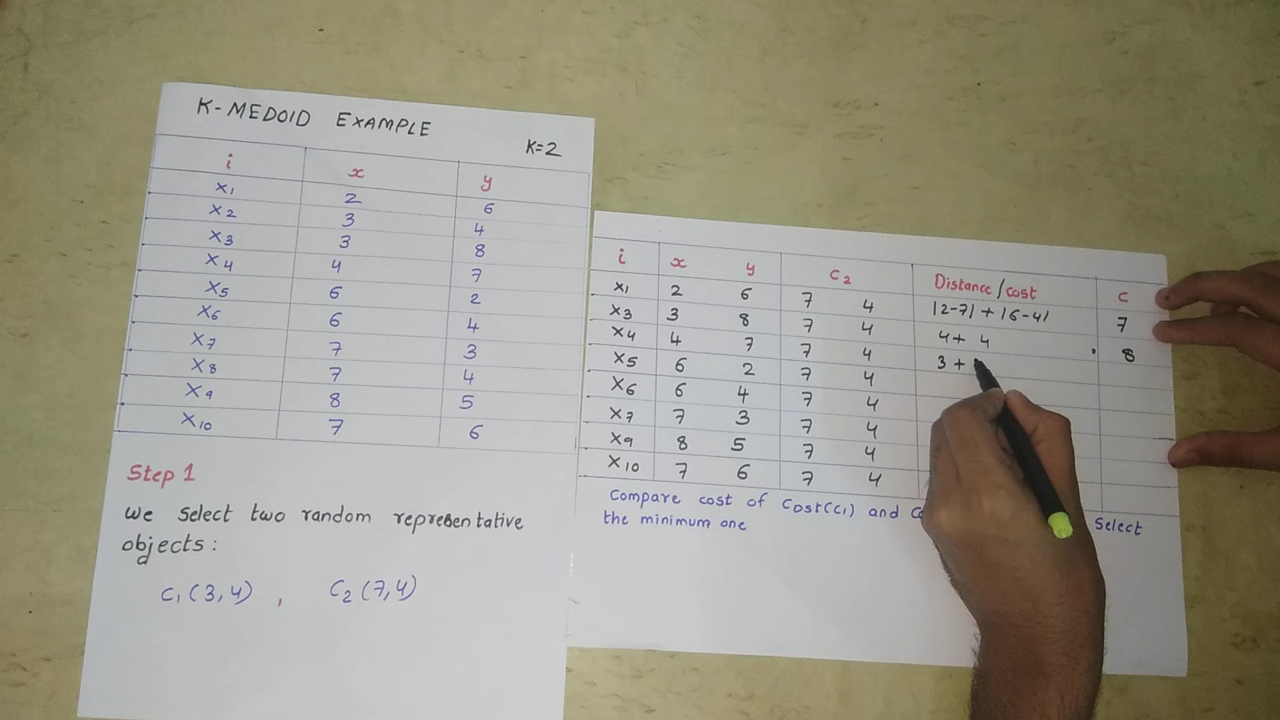 K-MEDOID EXAMPLE
K=2
i x y
x1 2 6
x2 3 4
x3 3 8
x4 4 7
x5 6 2
x6 6 4
x7 7 3
x8 7 4
x9 8 5
x10 7 6
Step 1
we select two random representative
objects:
C1 (3,4) , C2 (7,4)
i x y C2 Distance/cost C
x1 2 6 7 4 |2-7| + |6-4| 7
x3 3 8 7 4 4+ 4 8
x4 4 7 7 4 3 +
x5 6 2 7 4
x6 6 4 7 4
x7 7 3 7 4
x9 8 5 7 4
x10 7 6 7 4
Compare cost of Cost(C1) and Select
the minimum one